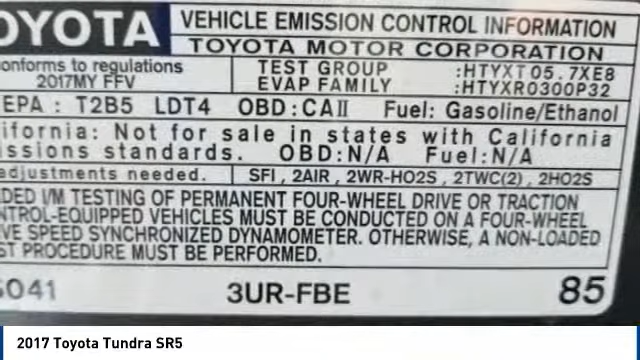 TOYOTA VEHICLE EMISSION CONTROL INFORMATION
TOYOTA MOTOR CORPORATION
onforms to regulations
2017MY FFV
TEST GROUP :HTYXT05.7XE8
EVAP FAMILY :HTYXR0300P32
EPA : T2B5 LDT4 OBD:CAII Fuel: Gasoline/Ethanol
ifornia: Not for sale in states with California
issions standards. OBD:N/A Fuel:N/A
adjustments needed. SFI , 2AIR , 2WR-HO2S , 2TWC(2) , 2HO2S
DED I/M TESTING OF PERMANENT FOUR-WHEEL DRIVE OR TRACTION
NTROL-EQUIPPED VEHICLES MUST BE CONDUCTED ON A FOUR-WHEEL
VE SPEED SYNCHRONIZED DYNAMOMETER. OTHERWISE, A NON-LOADED
ST PROCEDURE MUST BE PERFORMED.
S041 3UR-FBE 85
2017 Toyota Tundra SR5